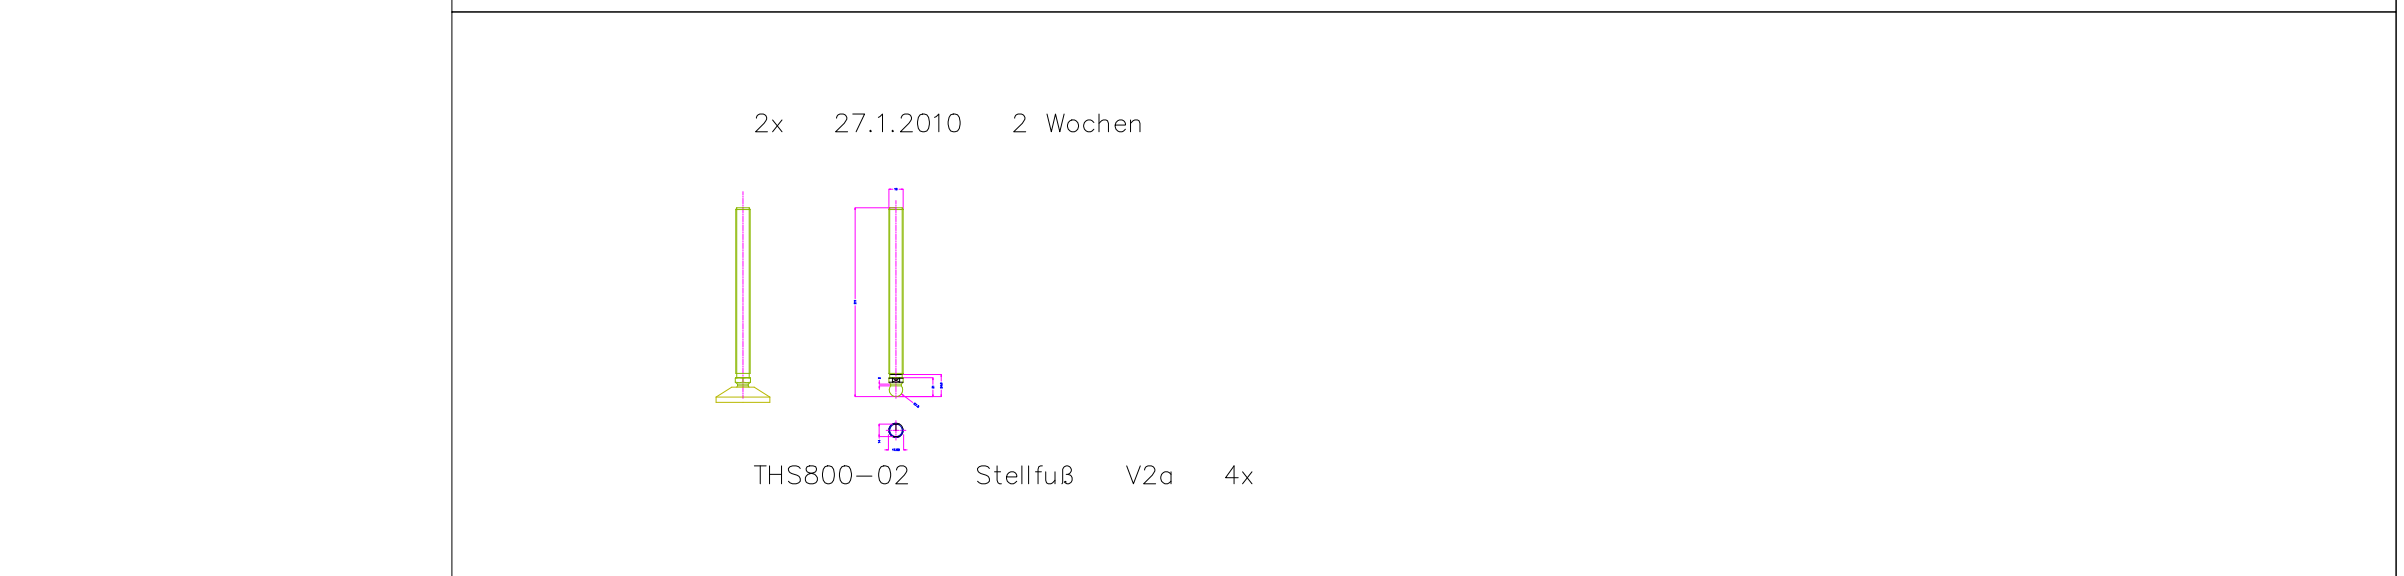 2x 27.1.2010 2 Wochen
THS800-02 Stellfuß V2a 4x